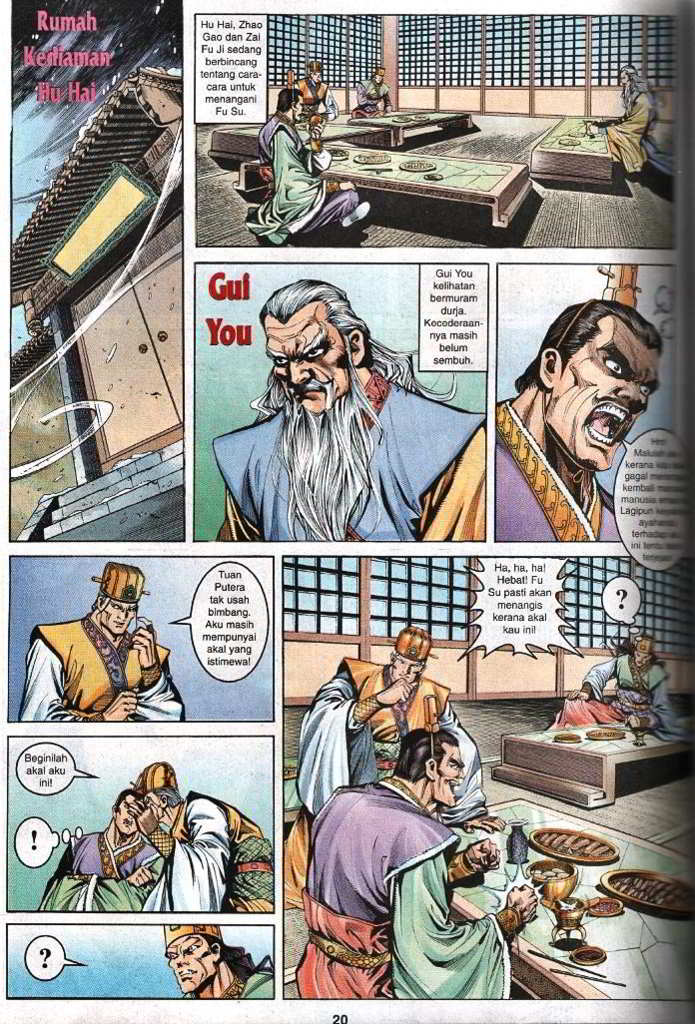 Rumah
Kediaman
Hu Hai
Hu Hai, Zhao
Gao dan Zai
Fu Ji sedang
berbincang
tentang cara-
cara untuk
menangani
Fu Su.
Gui
You
Gui You
kelihatan
bermuram
durja.
Kecederaan-
nya masih
belum
sembuh.
Malulah
kerana kita
gagal
kembali
manusia
Lagipun
ayahanda
terhadap
ini tentu
Tuan
Putera
tak usah
bimbang.
Aku masih
mempunyai
akal yang
istimewa!
Beginilah
akal aku
ini!
!
?
Ha, ha, ha!
Hebat! Fu
Su pasti akan
menangis
kerana akal
kau ini!
?
20